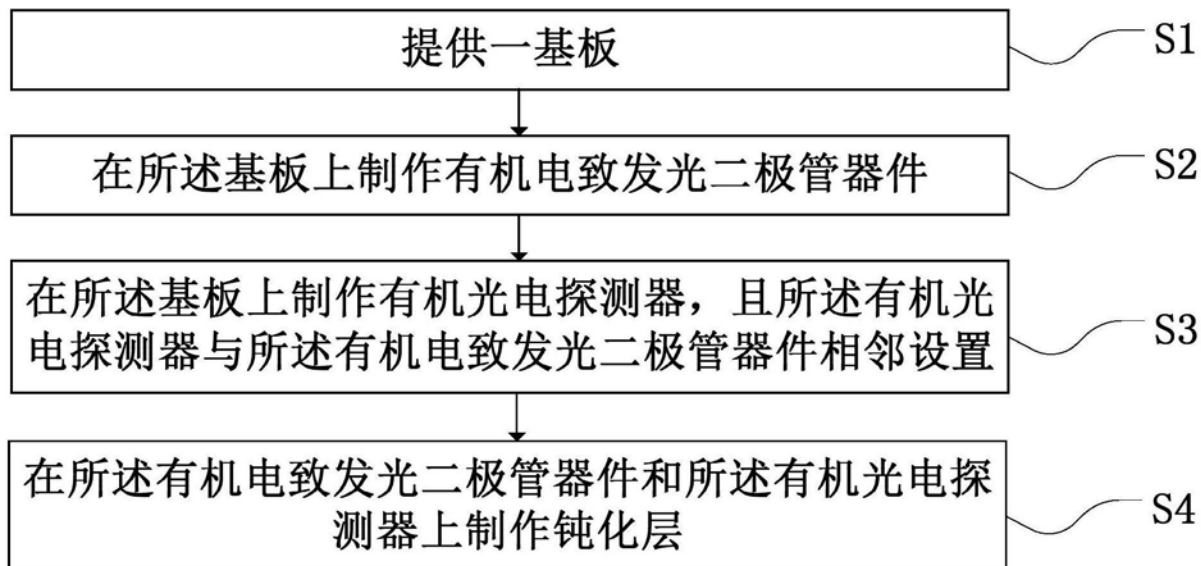 提供一基板
S1
在所述基板上制作有机电致发光二极管器件
S2
在所述基板上制作有机光电探测器，且所述有机光
电探测器与所述有机电致发光二极管器件相邻设置
S3
在所述有机电致发光二极管器件和所述有机光电探
测器上制作钝化层
S4